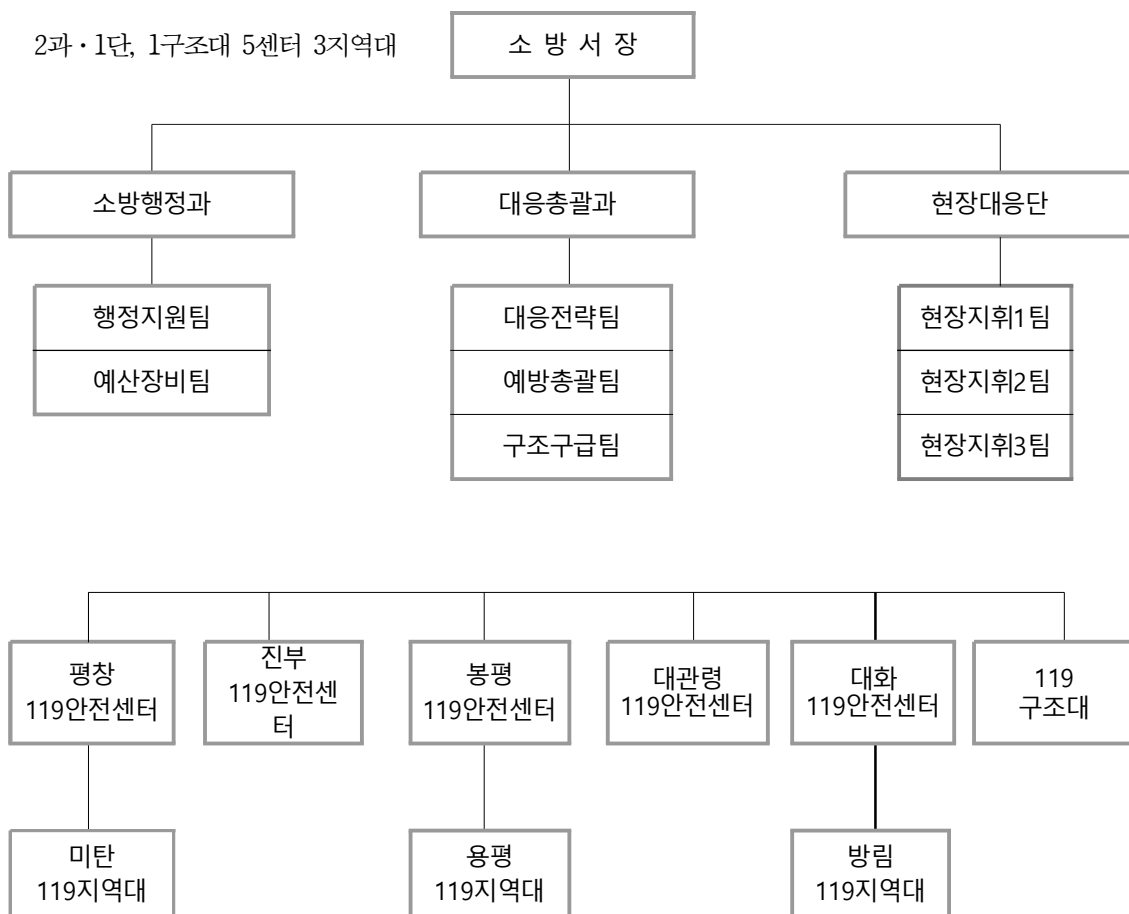 2과·1단, 1구조대 5센터 3지역대
소 방 서 장
소방행정과
대응총괄과
현장대응단
행정지원팀
예산장비팀
대응전략팀
예방총괄팀
구조구급팀
현장지휘1팀
현장지휘2팀
현장지휘3팀
평창
119안전센터
진부
119안전센
터
봉평
119안전센터
대관령
119안전센터
대화
119안전센터
119
구조대
미탄
119지역대
용평
119지역대
방림
119지역대